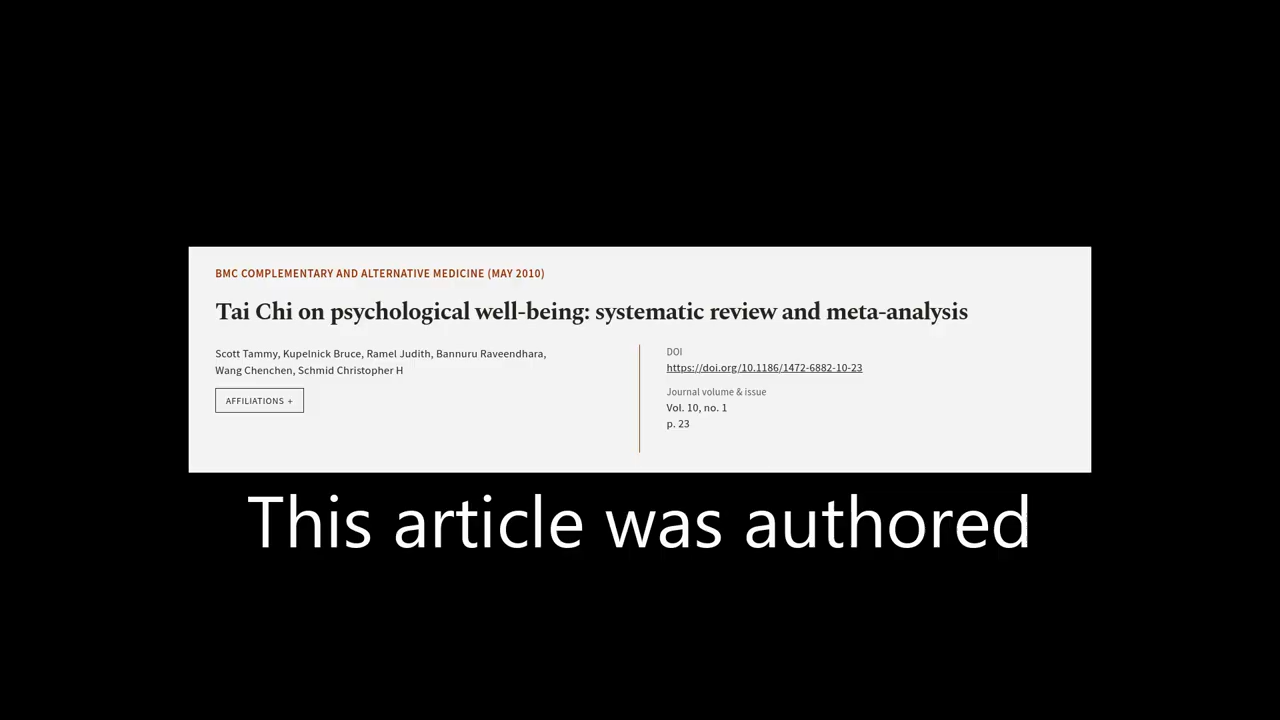 BMC COMPLEMENTARY AND ALTERNATIVE MEDICINE (MAY 2010)
Tai Chi on psychological well-being: systematic review and meta-analysis
Scott Tammy, Kupelnick Bruce, Ramel Judith, Bannuru Raveendhara,
Wang Chenchen, Schmid Christopher H
AFFILIATIONS +
DOI
https://doi.org/10.1186/1472-6882-10-23
Journal volume & issue
Vol. 10, no. 1
p. 23
This article was authored